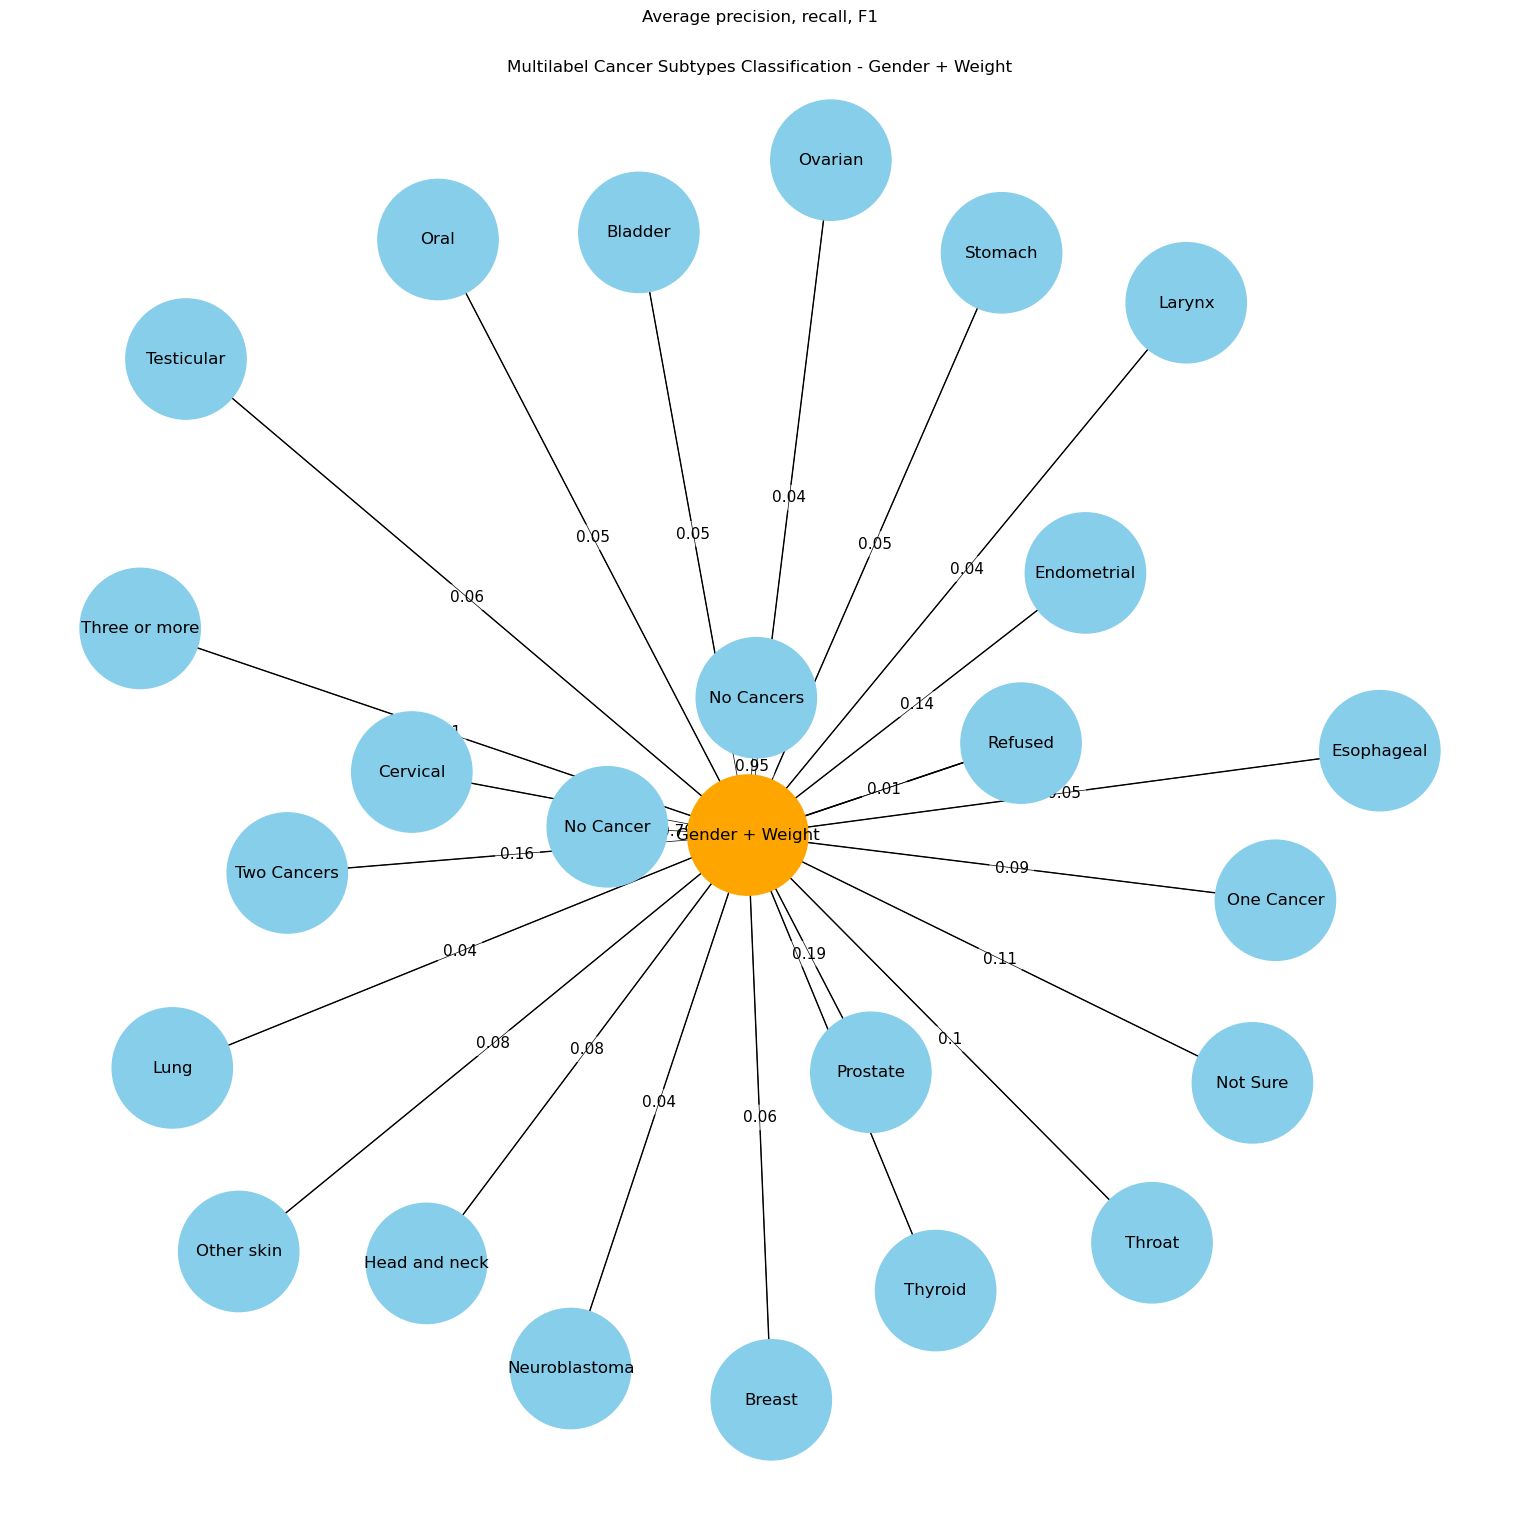 Average precision, recall, F1
Multilabel Cancer Subtypes Classification - Gender + Weight
Ovarian
Oral
Bladder
Stomach
Larynx
Testicular
0.04
0.05
0.05
0.05
0.04
Endometrial
0.06
Three or more
No Cancers
0.14
Refused
Esophageal
Cervical
0.95
0.01
No Cancer
Gender + Weight
0.16
Two Cancers
0.09
One Cancer
0.04
0.19
0.11
0.08
0.08
0.1
Lung
Prostate
Not Sure
0.04
0.06
Other skin
Head and neck
Throat
Thyroid
Neuroblastoma
Breast